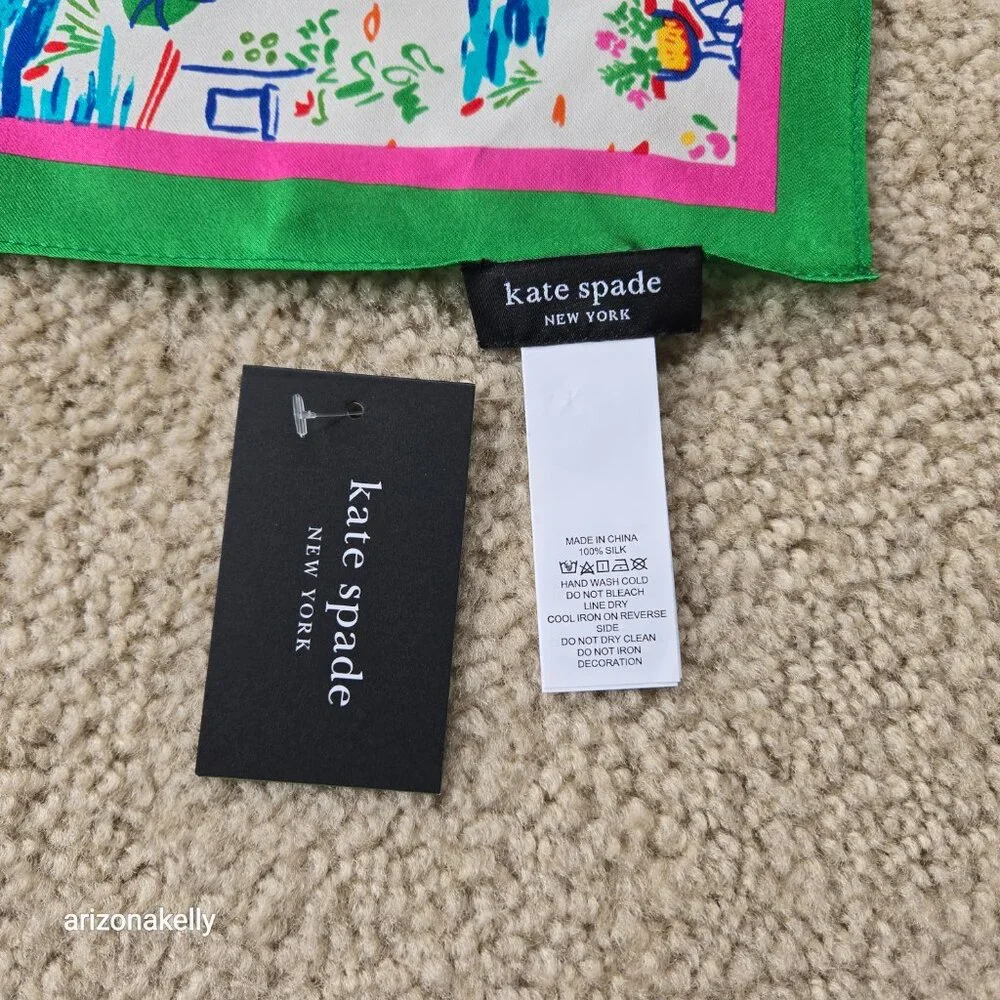 kate spade
NEW YORK
kate spade
NEW YORK
MADE IN CHINA
100% SILK
HAND WASH COLD
DO NOT BLEACH
LINE DRY
COOL IRON ON REVERSE
SIDE
DO NOT DRY CLEAN
DO NOT IRON
DECORATION
arizonakelly